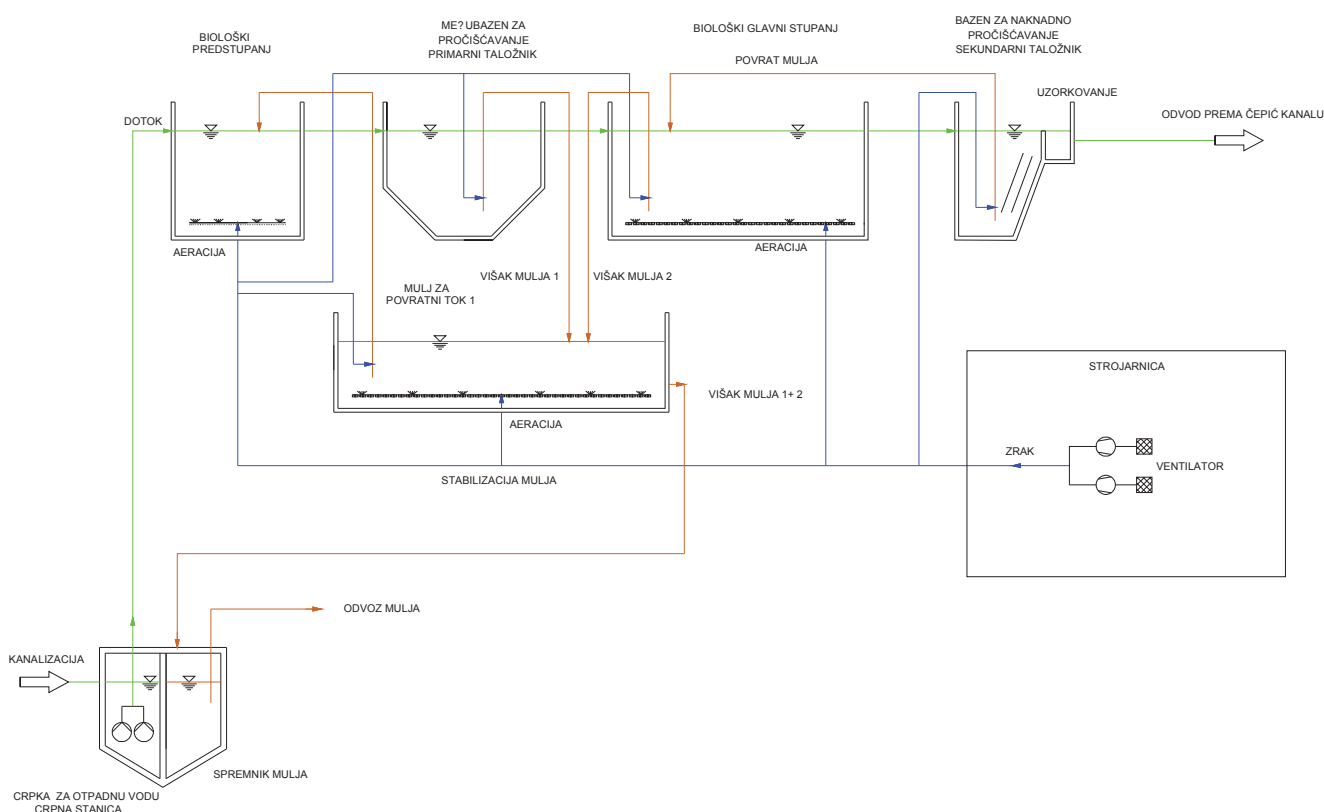 BIOLOŠKI
PREDSTUPANJ
ME?UBAZEN ZA
PROČIŠĆAVANJE
PRIMARNI TALOŽNIK
BIOLOŠKI GLAVNI STUPANJ
BAZEN ZA NAKNADNO
PROČIŠĆAVANJE
SEKUNDARNI TALOŽNIK
POVRAT MULJA
UZORKOVANJE
DOTOK
ODVOD PREMA ČEPIĆ KANALU
AERACIJA
AERACIJA
VIŠAK MULJA 1
VIŠAK MULJA 2
MULJ ZA
POVRATNI TOK 1
STROJARNICA
VIŠAK MULJA 1+ 2
AERACIJA
ZRAK
VENTILATOR
STABILIZACIJA MULJA
ODVOZ MULJA
KANALIZACIJA
SPREMNIK MULJA
CRPKA ZA OTPADNU VODU
CRPNA STANICA